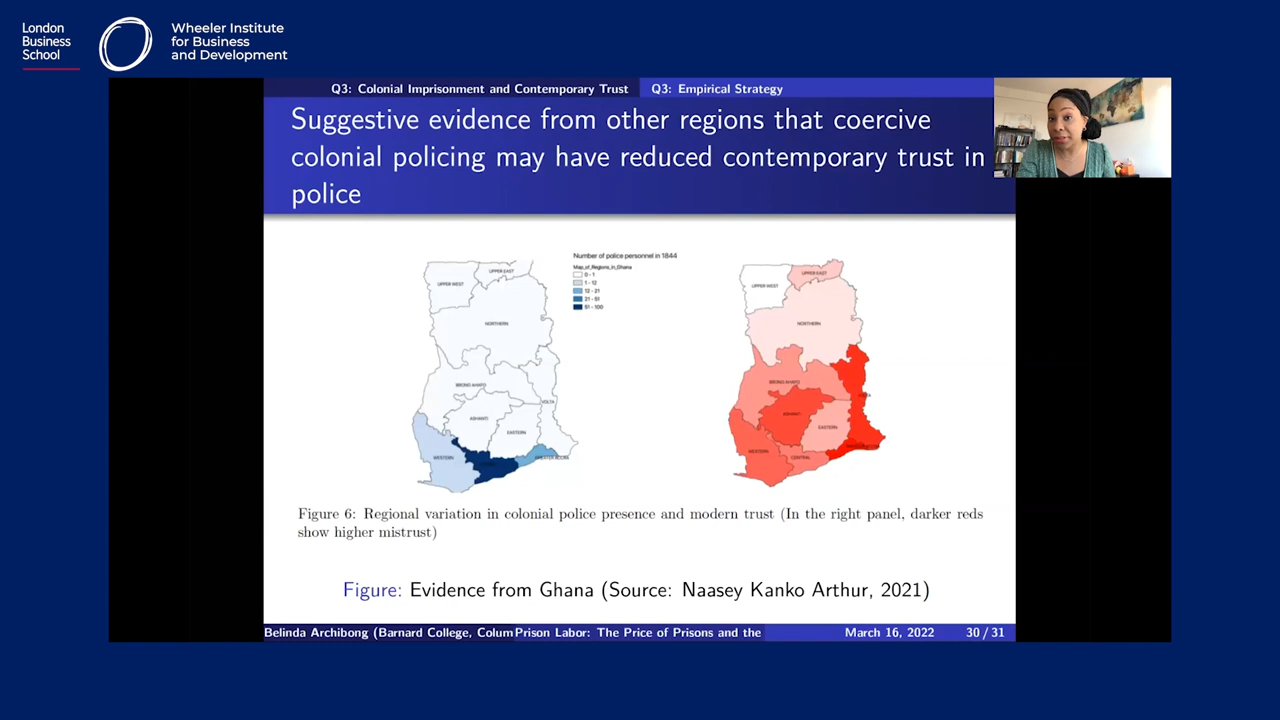 London
Business
School
Wheeler Institute
for Business
and Development
Q3: Colonial Imprisonment and Contemporary Trust
Q3: Empirical Strategy
Suggestive evidence from other regions that coercive
colonial policing may have reduced contemporary trust in
police
Number of police personnel in 1844
Map_of_Regions_in_Ghana
0 - 1
1 - 12
12 - 21
21 - 51
51 - 100
UPPER EAST
UPPER WEST
NORTHERN
BRONG AHAFO
VOLTA
ASHANTI
EASTERN
WESTERN
GREATER ACCRA
UPPER EAST
UPPER WEST
NORTHERN
BRONG AHAFO
ASHANTI
EASTERN
WESTERN
CENTRAL
Figure 6: Regional variation in colonial police presence and modern trust (In the right panel, darker reds
show higher mistrust)
Figure: Evidence from Ghana (Source: Naasey Kanko Arthur, 2021)
Belinda Archibong (Barnard College, Colum
Prison Labor: The Price of Prisons and the
March 16, 2022
30 / 31